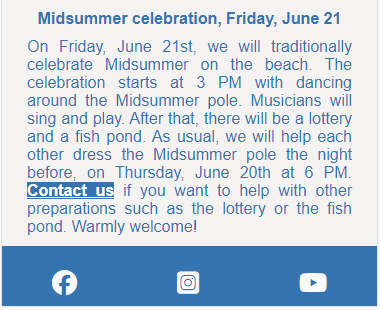 Midsummer celebration, Friday, June 21
On Friday, June 21st, we will traditionally
celebrate Midsummer on the beach. The
celebration starts at 3 PM with dancing
around the Midsummer pole. Musicians will
sing and play. After that, there will be a lottery
and a fish pond. As usual, we will help each
other dress the Midsummer pole the night
before, on Thursday, June 20th at 6 PM.
Contact us if you want to help with other
preparations such as the lottery or the fish
pond. Warmly welcome!